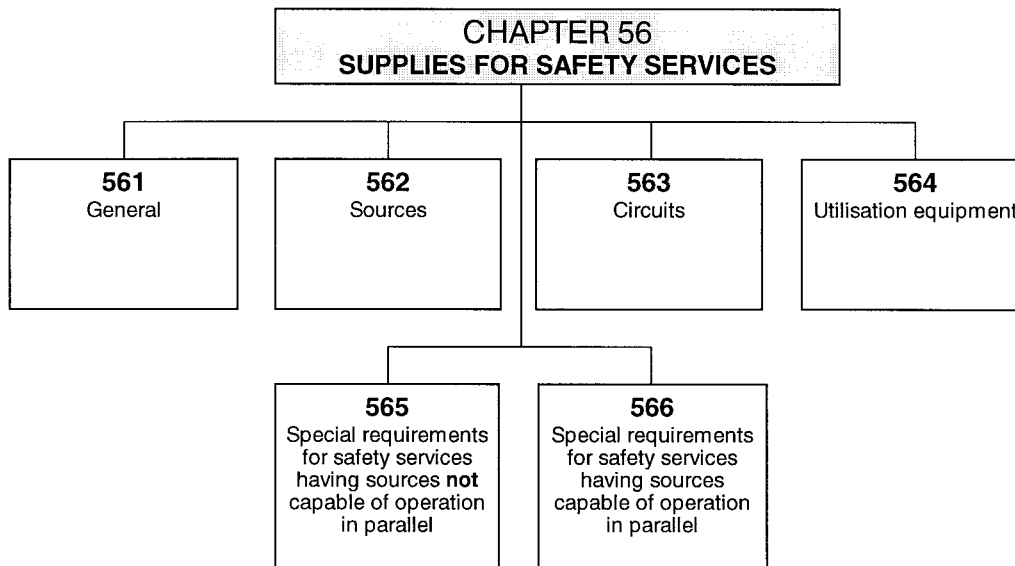 CHAPTER 56
SUPPLIES FOR SAFETY SERVICES
561
General
562
Sources
563
Circuits
564
Utilisation equipment
565
Special requirements
for safety services
having sources not
capable of operation
in parallel
566
Special requirements
for safety services
having sources
capable of operation
in parallel